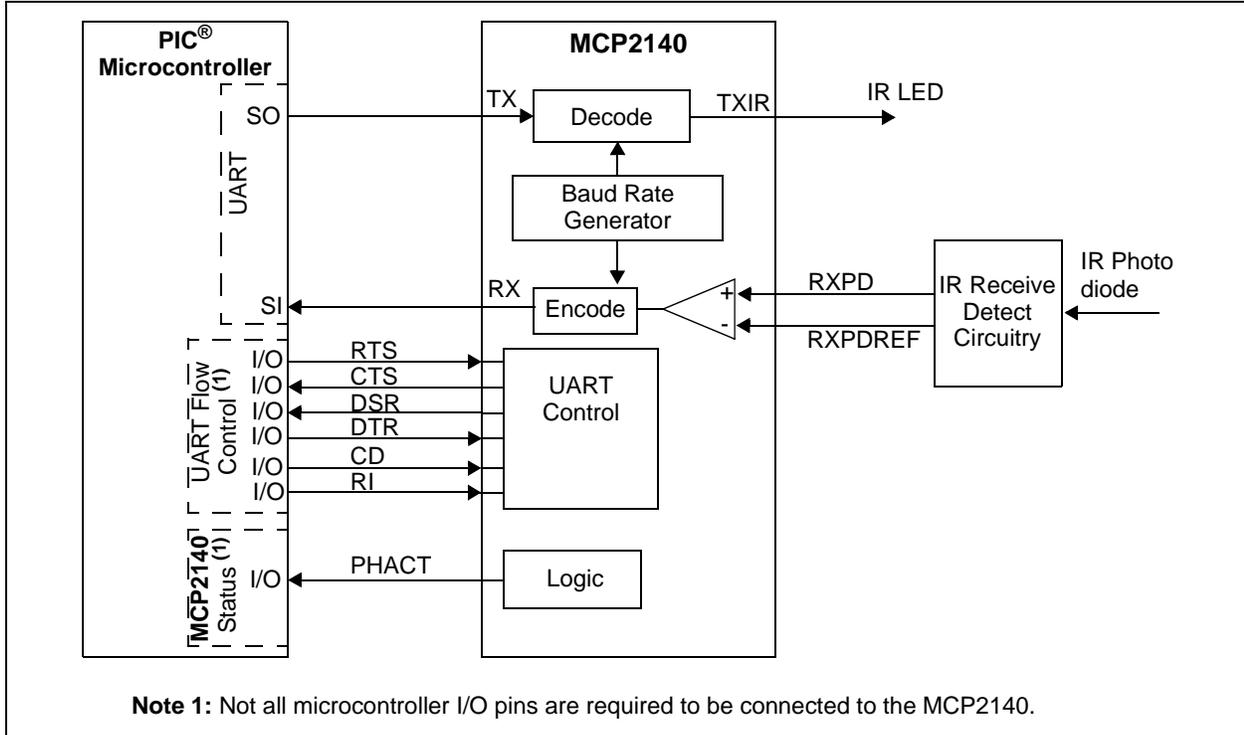 PIC®
Microcontroller
MCP2140
SO
TX
Decode
TXIR
IR LED
UART
Baud Rate
Generator
SI
RX
Encode
+
-
RXPD
RXPDREF
IR Receive
Detect
Circuitry
IR Photo
diode
UART Flow
Control (1)
I/O
RTS
I/O
CTS
I/O
DSR
I/O
DTR
I/O
CD
I/O
RI
UART
Control
MCP2140
Status (1)
I/O
PHACT
Logic
Note 1: Not all microcontroller I/O pins are required to be connected to the MCP2140.